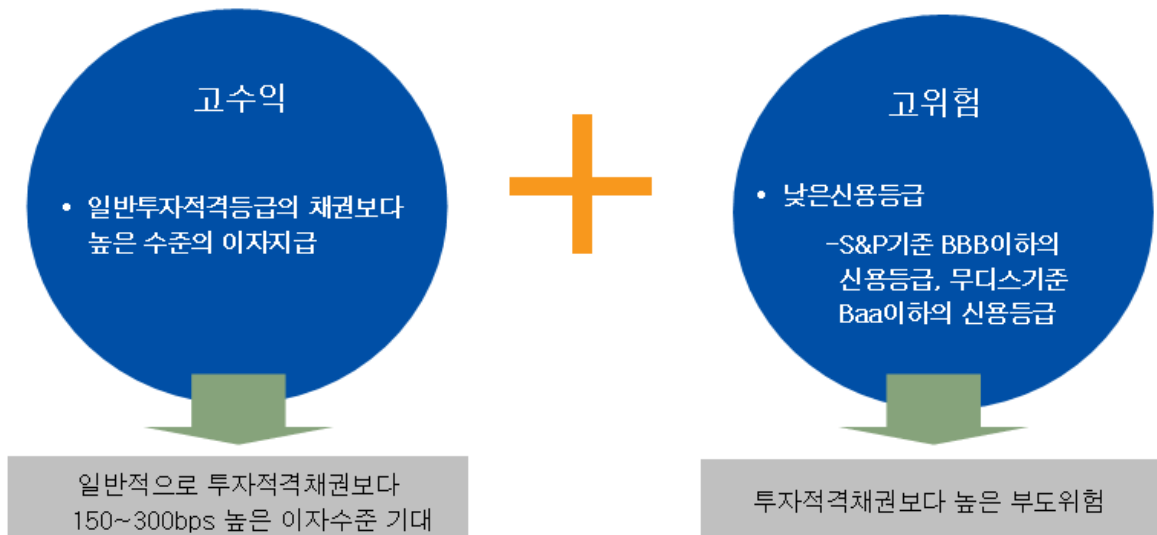 고수익
• 일반투자적격등급의 채권보다
높은 수준의 이자지급
고위험
• 낮은신용등급
-S&P기준 BBB이하의
신용등급, 무디스기준
Baa이하의 신용등급
일반적으로 투자적격채권보다
150~300bps 높은 이자수준 기대
투자적격채권보다 높은 부도위험